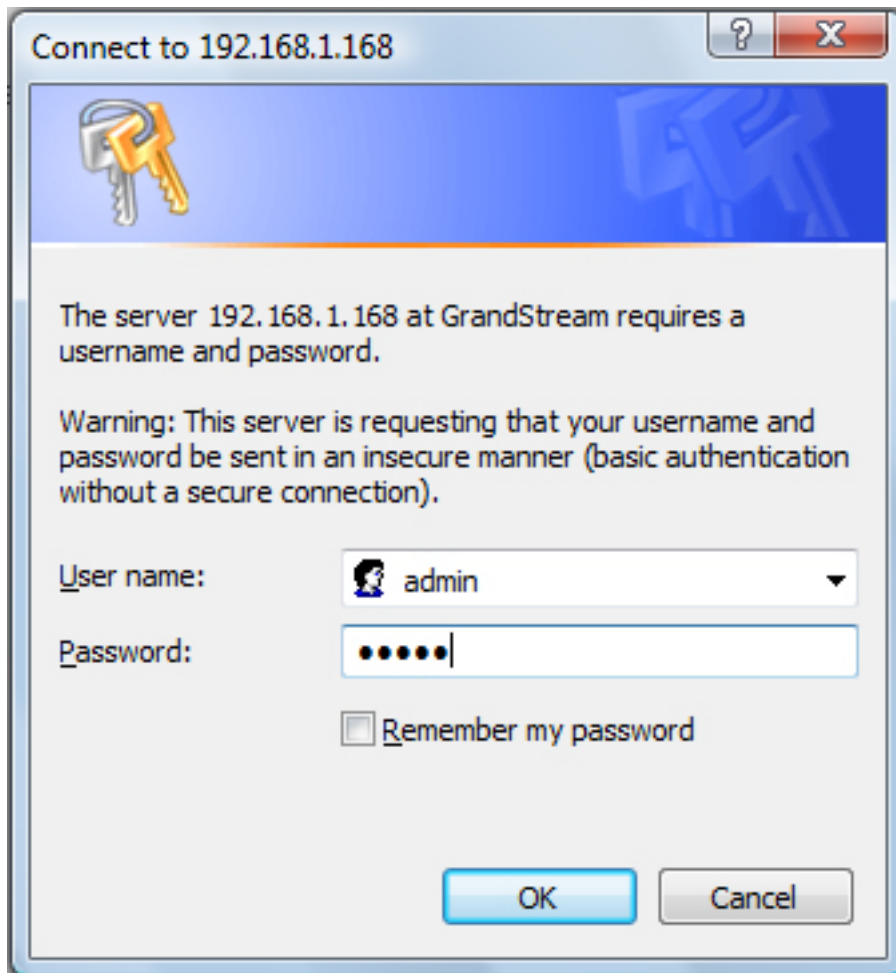 Connect to 192.168.1.168
The server 192.168.1.168 at GrandStream requires a
username and password.
Warning: This server is requesting that your username and
password be sent in an insecure manner (basic authentication
without a secure connection).
User name: admin
Password: •••••
Remember my password
OK Cancel